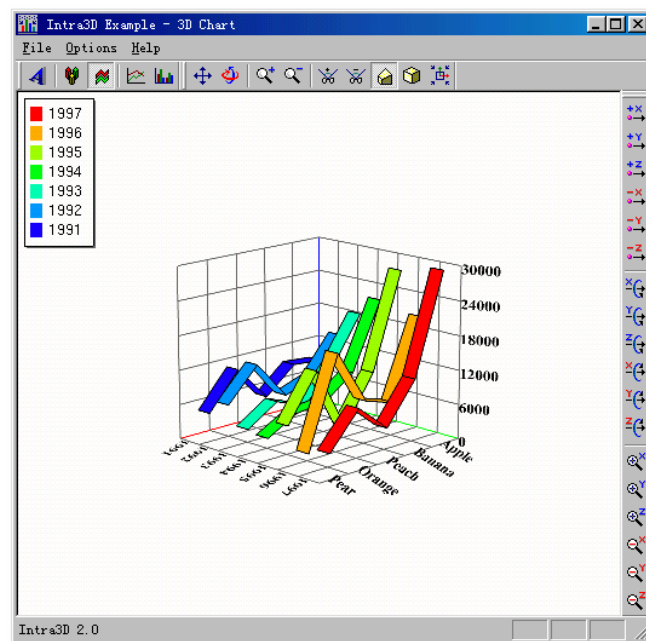 Intra3D Example - 3D Chart
File Options Help
1997
1996
1995
1994
1993
1992
1991
30000
24000
18000
12000
6000
0
Apple
Banana
Peach
Orange
Pear
1991
1992
1993
1994
1995
1996
1997
+X
+Y
+Z
-X
-Y
-Z
X
Y
Z
X
Y
Z
X
Y
Z
X
Y
Z
Intra3D 2.0